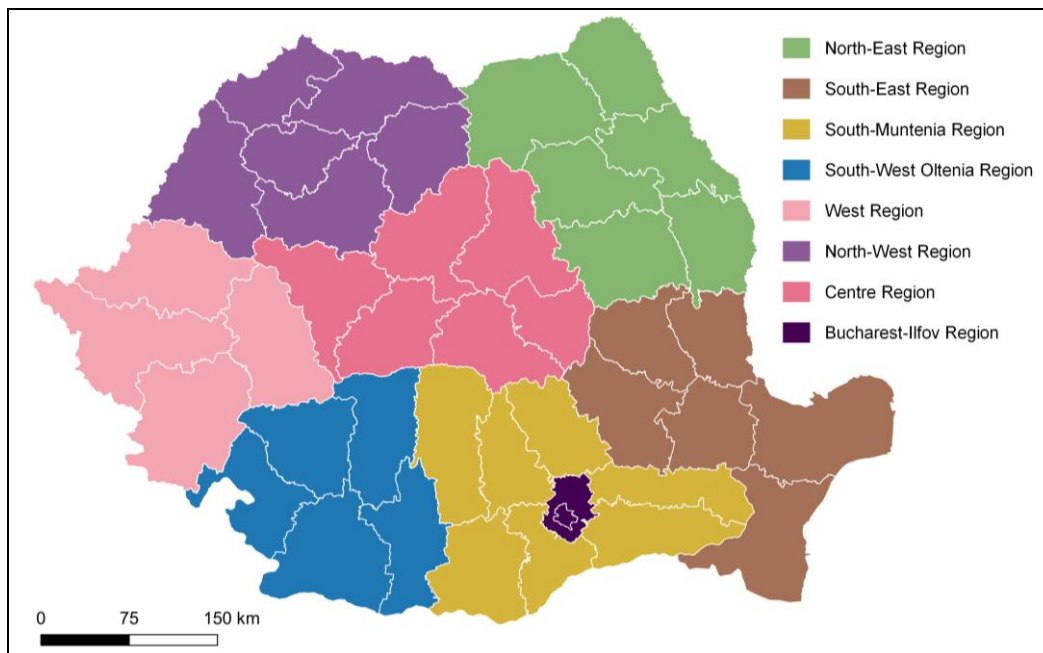 North-East Region
South-East Region
South-Muntenia Region
South-West Oltenia Region
West Region
North-West Region
Centre Region
Bucharest-Ilfov Region
0 75 150 km